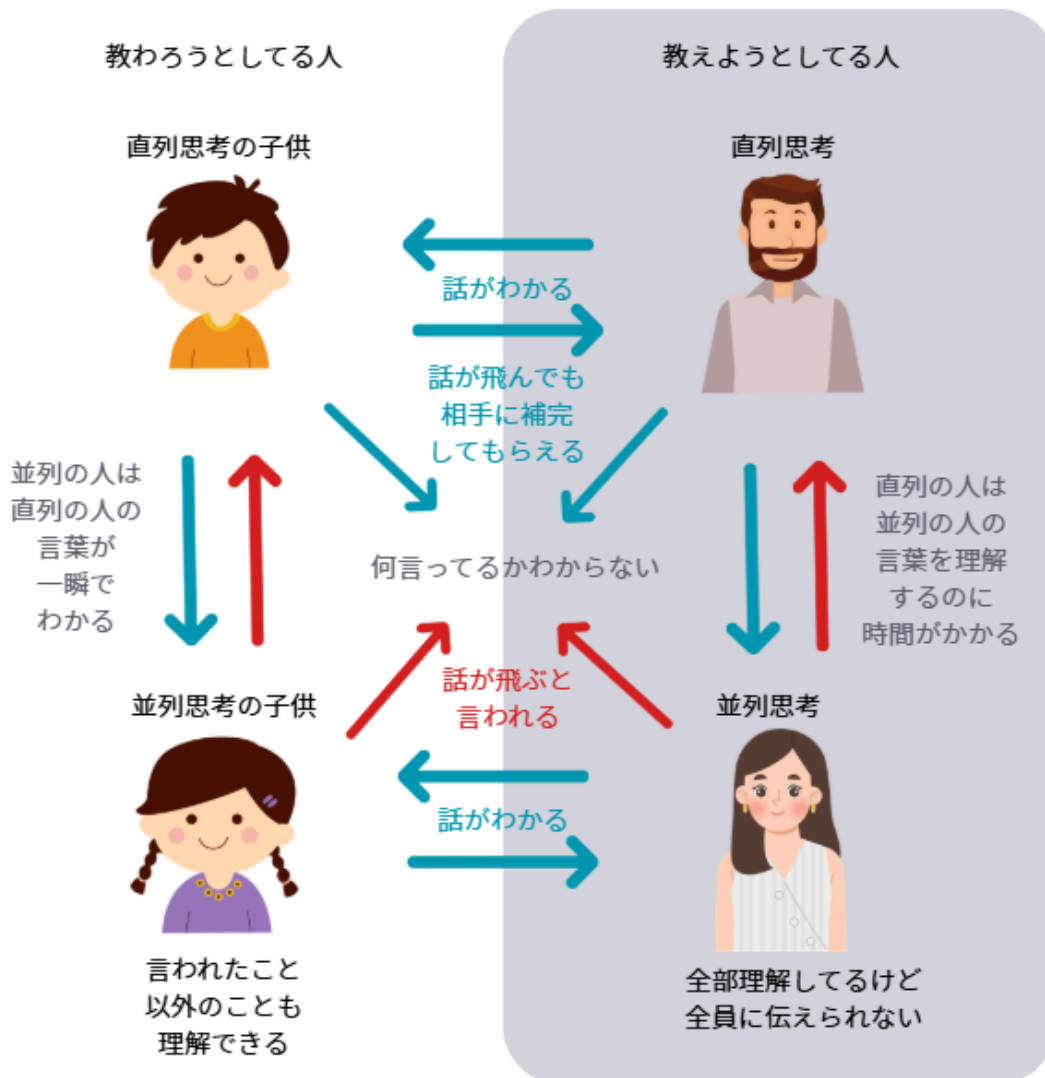 教わろうとしてる人
教えようとしてる人
直列思考の子供
直列思考
話がわかる
話が飛んでも
相手に補完
してもらえる
並列の人は
直列の人の
言葉が
一瞬で
わかる
直列の人は
並列の人の
言葉を理解
するのに
時間がかかる
何言ってるかわからない
話が飛ぶと
言われる
並列思考の子供
並列思考
話がわかる
言われたこと
以外のことも
理解できる
全部理解してるけど
全員に伝えられない